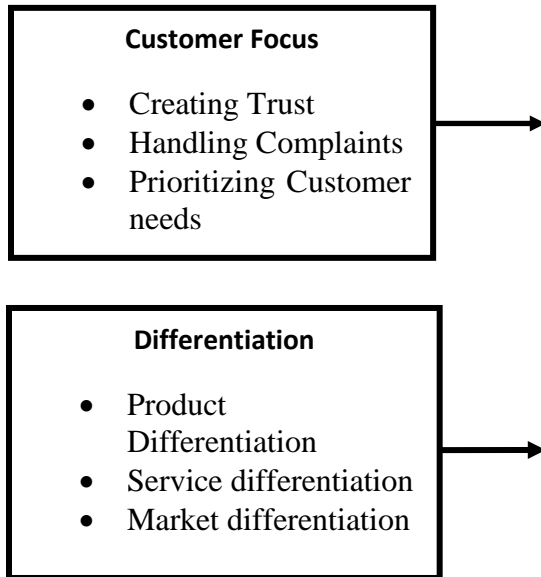 Customer Focus
• Creating Trust
• Handling Complaints
• Prioritizing Customer
needs
Differentiation
• Product
Differentiation
• Service differentiation
• Market differentiation